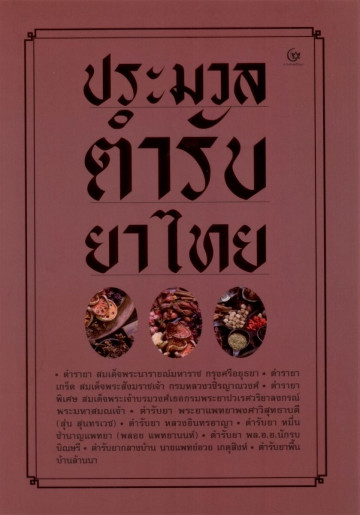 ประมวล
ตำรับ
ยาไทย
• ตำรายา สมเด็จพระนารายณ์มหาราช กรุงศรีอยุธยา • ตำรายา
เกร็ด สมเด็จพระสังฆราชเจ้า กรมหลวงวชิรญาณวงศ์ • ตำรายา
พิเศษ สมเด็จพระเจ้าบรมวงศ์เธอกรมพระยาปวเรศวริยาลงกรณ์
พระมหาสมณเจ้า • ตำรับยา พระยาแพทยพงศาวิสุทธาบดี
(สุ่น สุนทรเวช) • ตำรับยา หลวงอินทรอาญา • ตำรับยา หมื่น
ชำนาญแพทยา (พลอย แพทยานนท์) • ตำรับยา พล.อ.อ.นักรบ
บิณษรี • ตำรับยากลางบ้าน นายแพทย์อวย เกตุสิงห์ • ตำรับยาพื้น
บ้านล้านนา